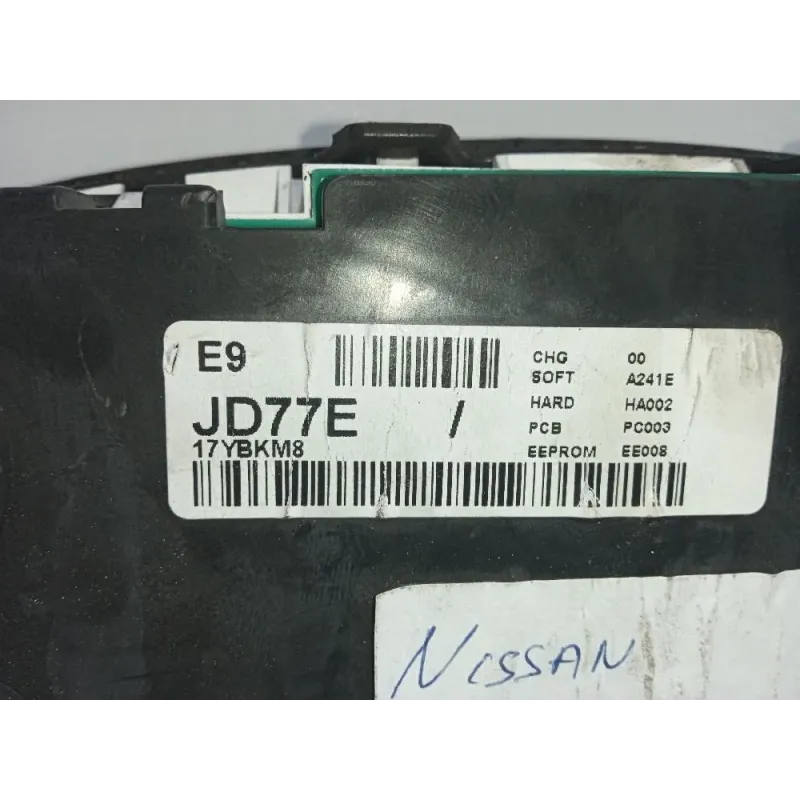 E9
JD77E /
17YBKM8
CHG 00
SOFT A241E
HARD HA002
PCB PC003
EEPROM EE008
NISSAN